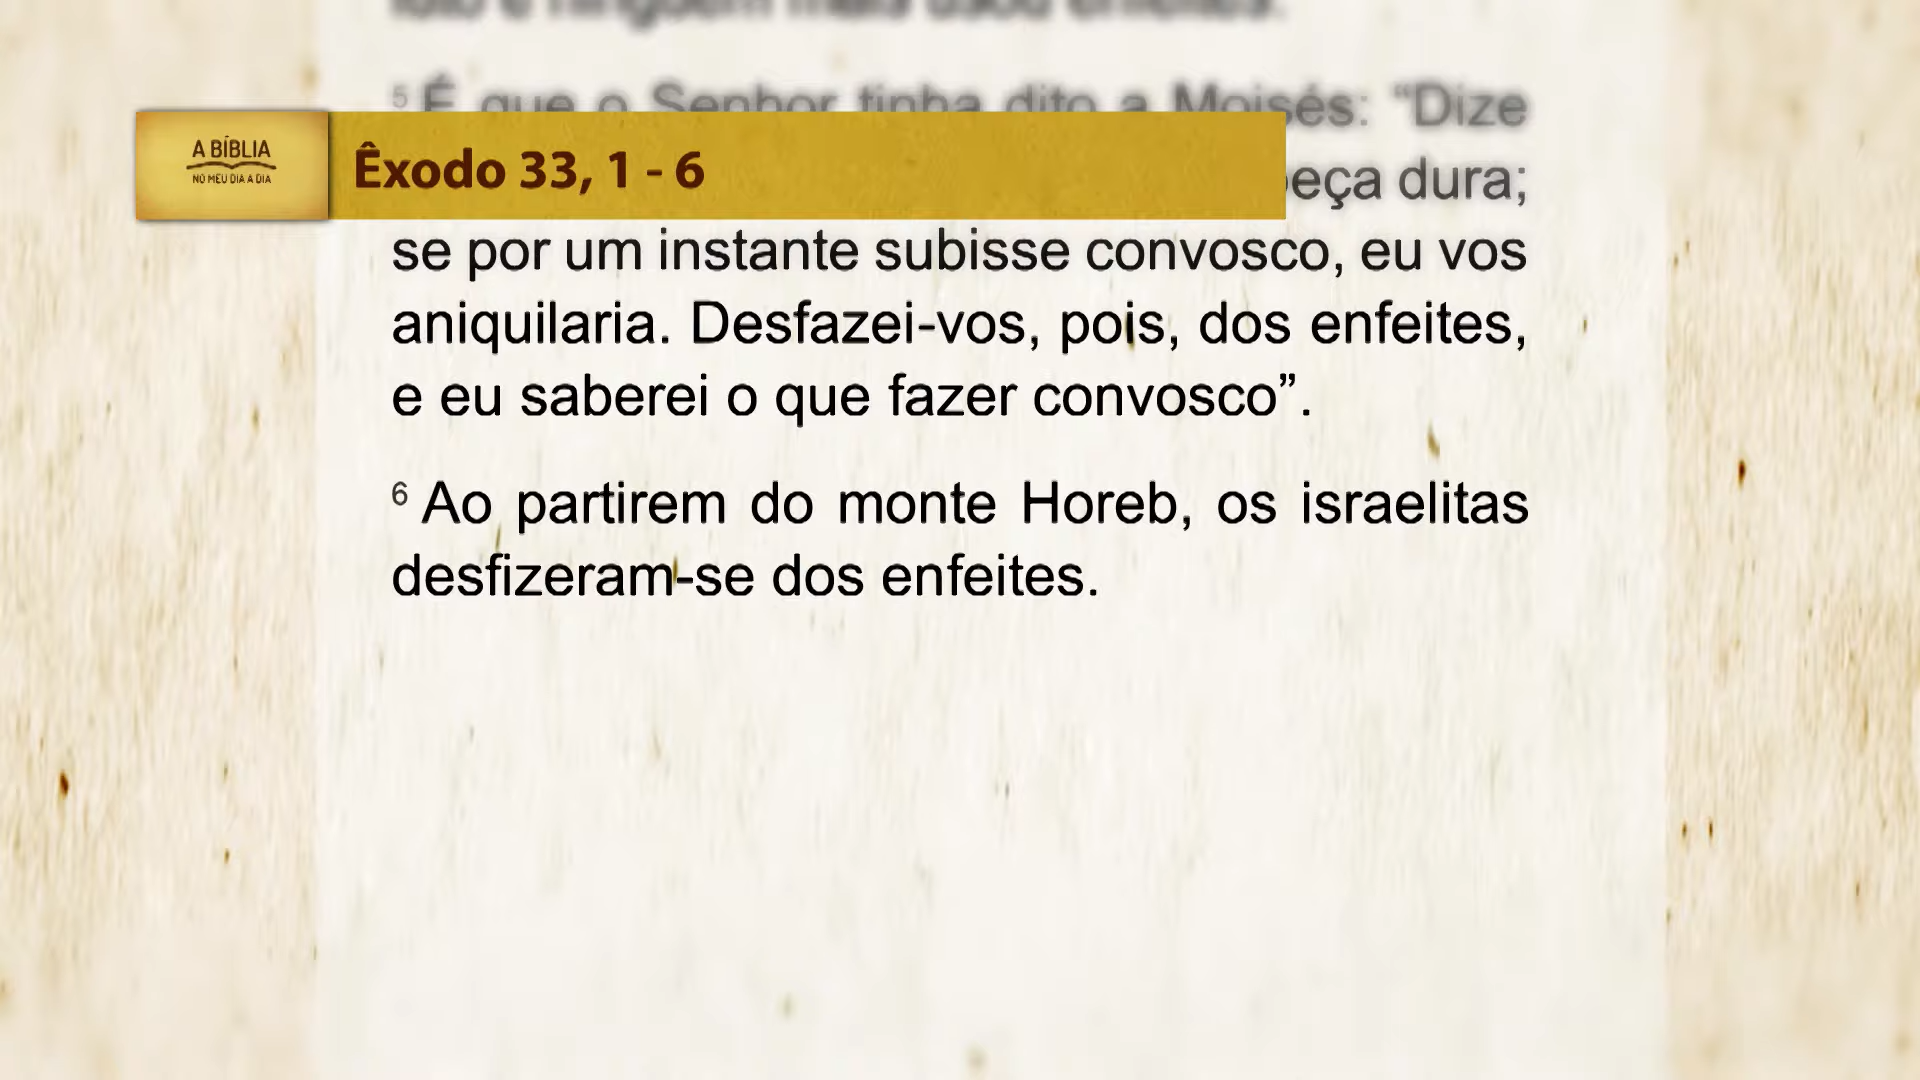 5 É que o Senhor tinha dito a Moisés: “Dize
A BÍBLIA
NO MEU DIA A DIA
Êxodo 33, 1 - 6
dura;
se por um instante subisse convosco, eu vos
aniquilaria. Desfazei-vos, pois, dos enfeites,
e eu saberei o que fazer convosco”.
6 Ao partirem do monte Horeb, os israelitas
desfizeram-se dos enfeites.